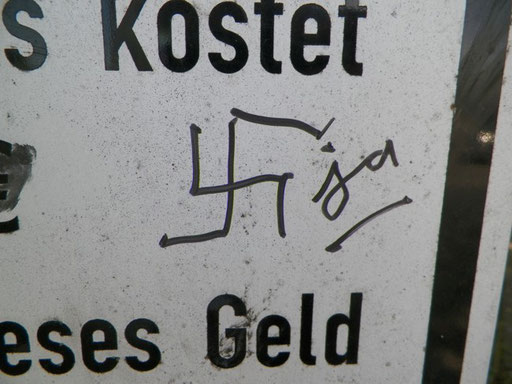 s Kostet
ja
eses Geld